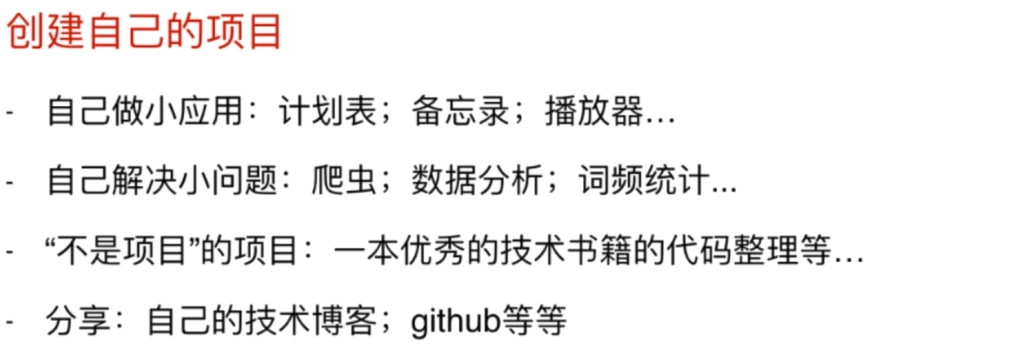 创建自己的项目
- 自己做小应用：计划表；备忘录；播放器…
- 自己解决小问题：爬虫；数据分析；词频统计...
- “不是项目”的项目：一本优秀的技术书籍的代码整理等…
- 分享：自己的技术博客；github等等